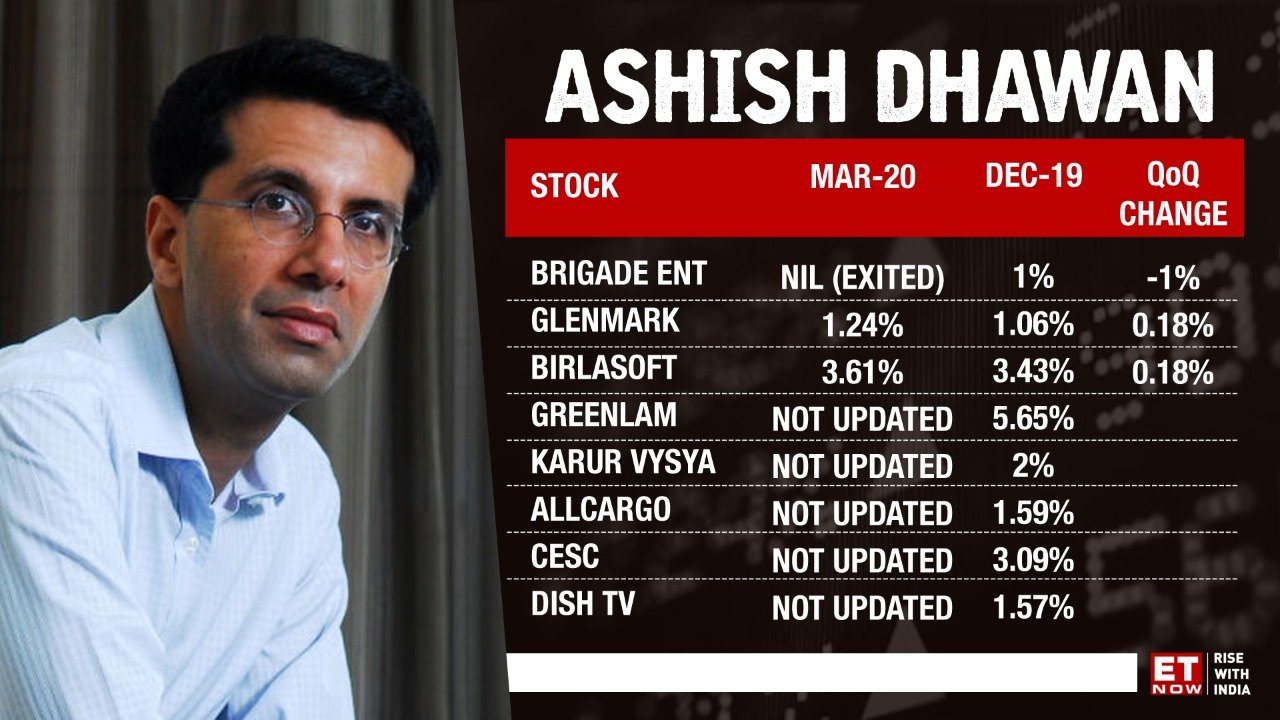 ASHISH DHAWAN
STOCK MAR-20 DEC-19 QoQ CHANGE
BRIGADE ENT NIL (EXITED) 1% -1%
GLENMARK 1.24% 1.06% 0.18%
BIRLASOFT 3.61% 3.43% 0.18%
GREENLAM NOT UPDATED 5.65%
KARUR VYSYA NOT UPDATED 2%
ALLCARGO NOT UPDATED 1.59%
CESC NOT UPDATED 3.09%
DISH TV NOT UPDATED 1.57%
ET NOW
RISE
WITH
INDIA